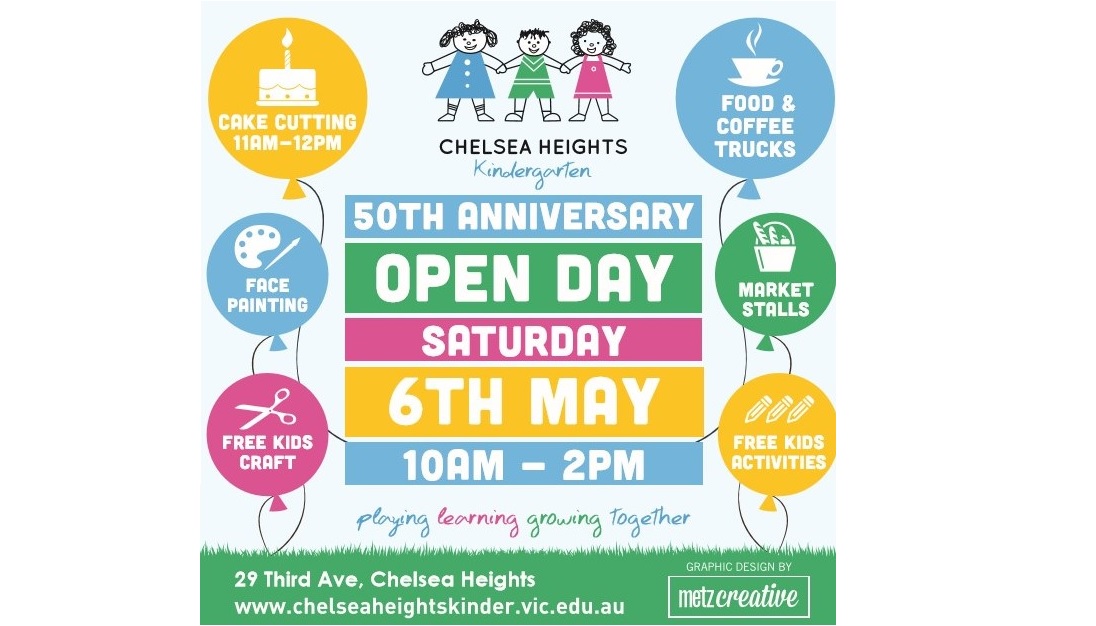 CAKE CUTTING
11AM-12PM
CHELSEA HEIGHTS
Kindergarten
FOOD &
COFFEE
TRUCKS
50TH ANNIVERSARY
OPEN DAY
SATURDAY
6TH MAY
10AM - 2PM
FACE
PAINTING
MARKET
STALLS
FREE KIDS
CRAFT
FREE KIDS
ACTIVITIES
playing learning growing together
29 Third Ave, Chelsea Heights
www.chelseaheightskinder.vic.edu.au
GRAPHIC DESIGN BY
metzcreative